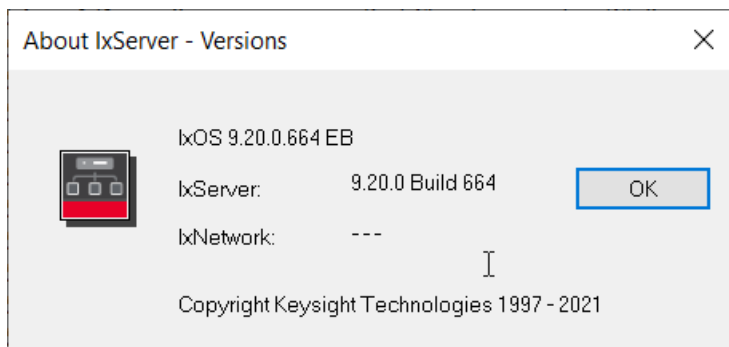 About IxServer - Versions
IxOS 9.20.0.664 EB
IxServer: 9.20.0 Build 664
OK
IxNetwork: ---
Copyright Keysight Technologies 1997 - 2021